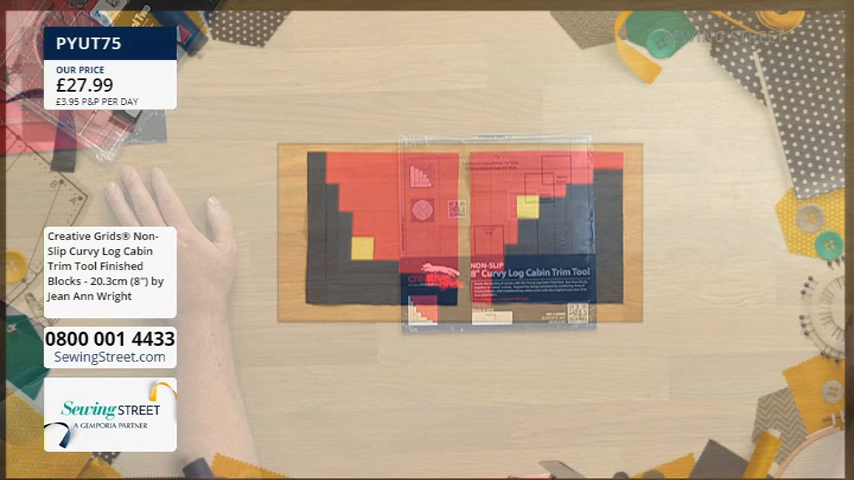 PYUT75
OUR PRICE
£27.99
£3.95 P&P PER DAY
SEWING STREET
Creative Grids® Non-
Slip Curvy Log Cabin
Trim Tool Finished
Blocks - 20.3cm (8") by
Jean Ann Wright
0800 001 4433
SewingStreet.com
Sewing STREET
A GEMPORIA PARTNER
NON-SLIP
8" Curvy Log Cabin Trim Tool